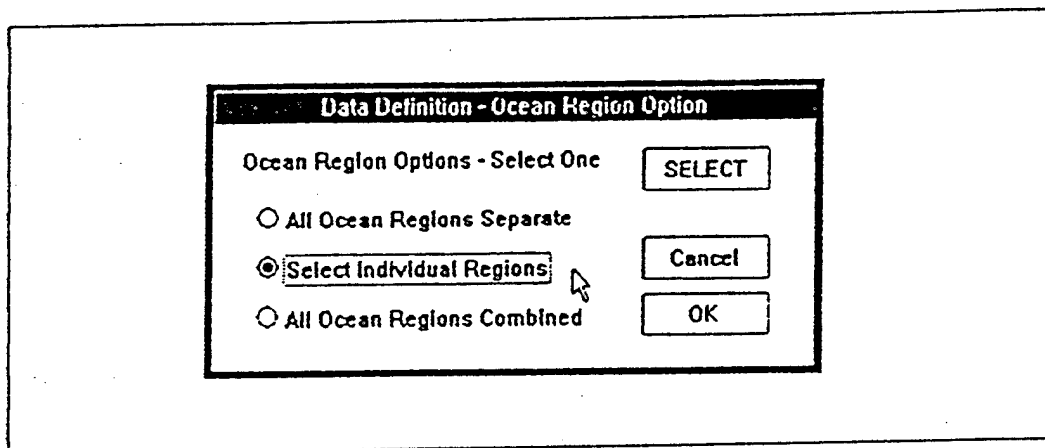 Data Definition - Ocean Region Option
Ocean Region Options - Select One
SELECT
All Ocean Regions Separate
Select Individual Regions
Cancel
All Ocean Regions Combined
OK